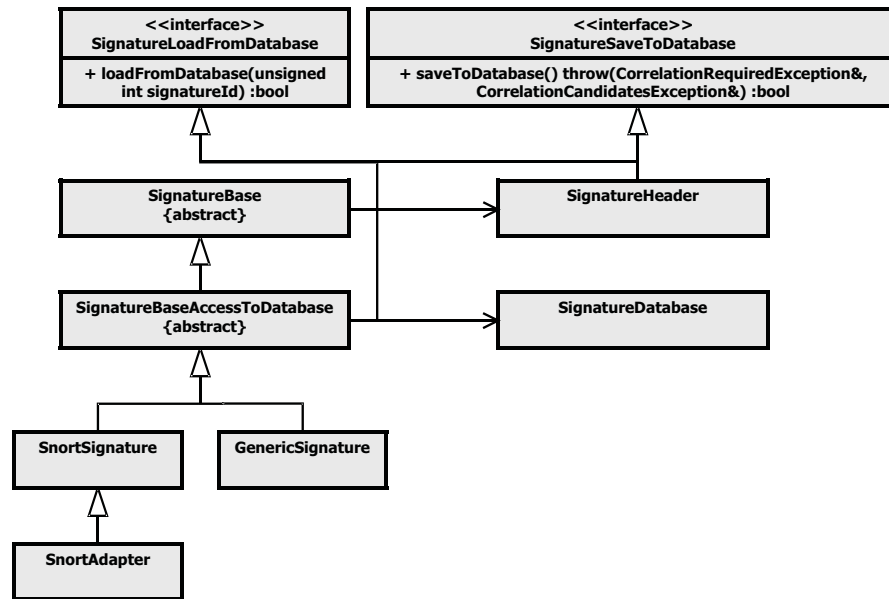 <<interface>>
SignatureLoadFromDatabase
+ loadFromDatabase(unsigned
int signatureId) :bool
<<interface>>
SignatureSaveToDatabase
+ saveToDatabase() throw(CorrelationRequiredException&,
CorrelationCandidatesException&) :bool
SignatureBase
{abstract}
SignatureHeader
SignatureBaseAccessToDatabase
{abstract}
SignatureDatabase
SnortSignature
GenericSignature
SnortAdapter